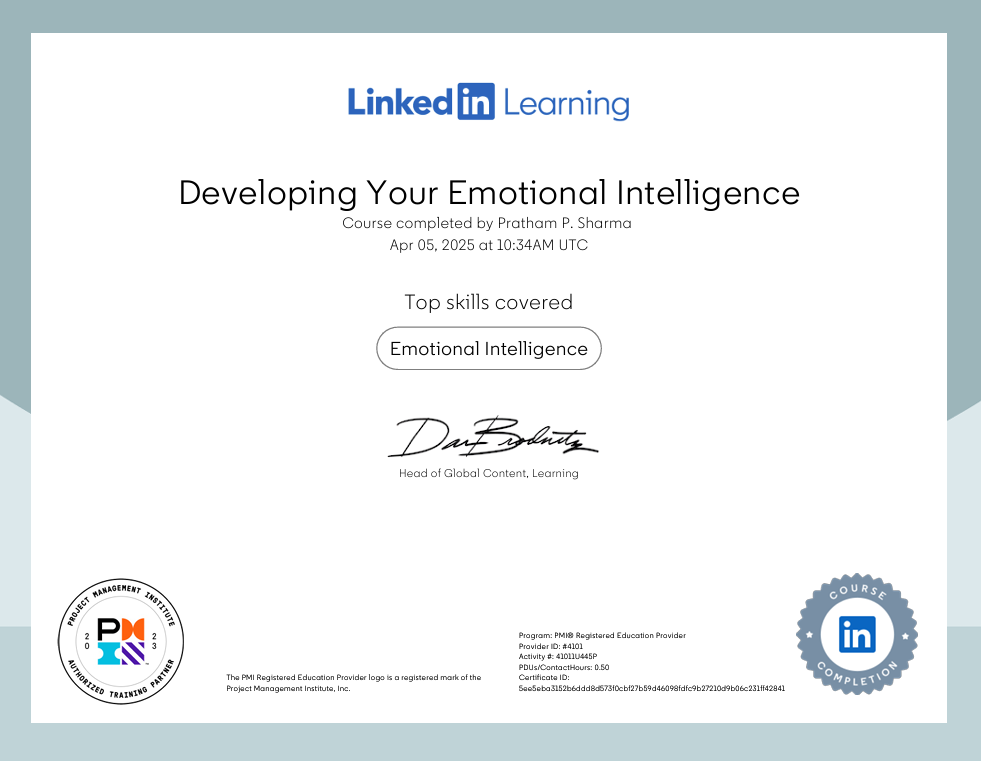 Linked in Learning
Developing Your Emotional Intelligence
Course completed by Pratham P. Sharma
Apr 05, 2025 at 10:34AM UTC
Top skills covered
Emotional Intelligence
Dan Brodnitz
Head of Global Content, Learning
PROJECT MANAGEMENT INSTITUTE
20 23
PM
AUTHORIZED TRAINING PARTNER
The PMI Registered Education Provider logo is a registered mark of the
Project Management Institute, Inc.
Program: PMI® Registered Education Provider
Provider ID: #4101
Activity #: 41011U445P
PDUs/ContactHours: 0.50
Certificate ID:
5ee5eba3152b6ddd8d573f0cbf27b59d46098fdfc9b27210d9b06c231ff42841
COURSE
in
COMPLETION